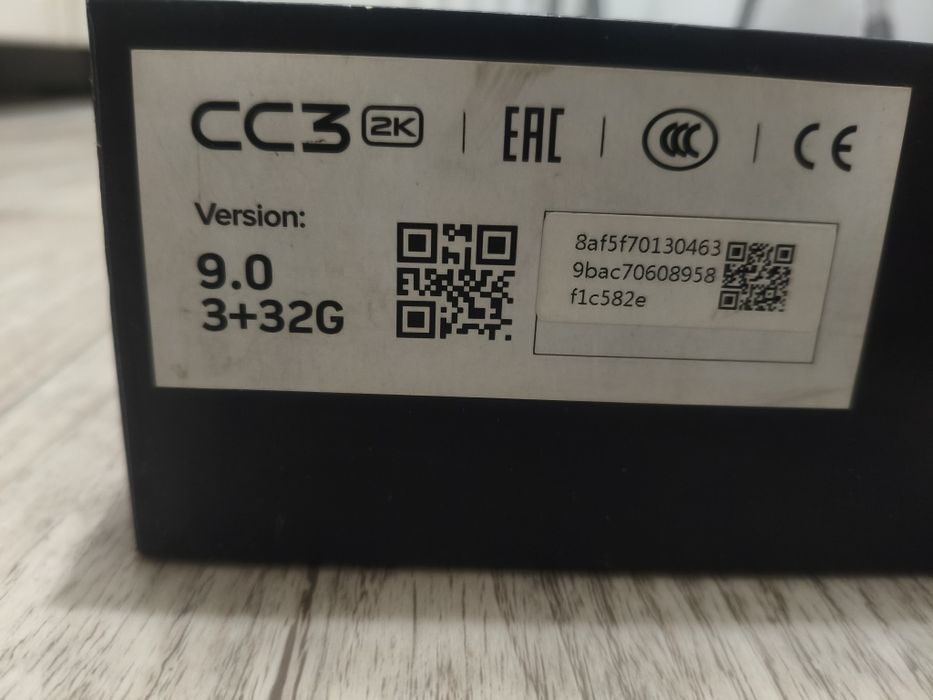 CC3 2K | EAC | CCC | CE
Version:
9.0
3+32G
8af5f70130463
9bac70608958
f1c582e